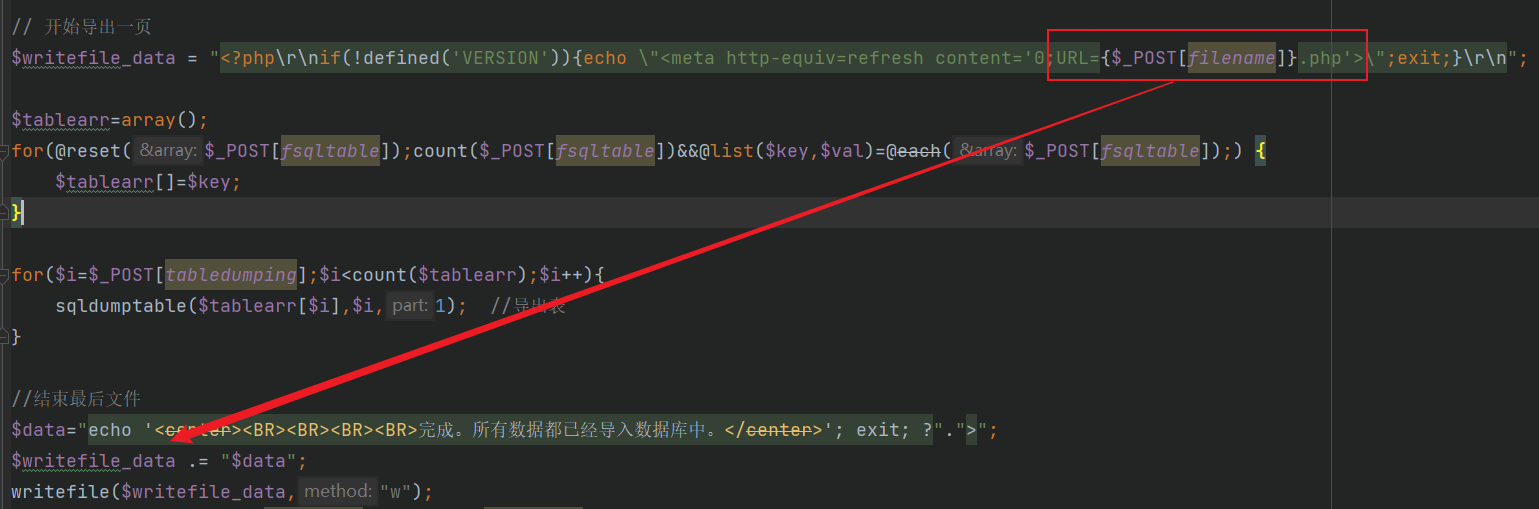 // 开始导出一页
$writefile_data = "<?php\r\nif(!defined('VERSION')){echo \"<meta http-equiv=refresh content='0;URL={$_POST[filename]}.php'>\";exit;}\r\n";
$tablearr=array();
for(@reset( &array: $_POST[fsqltable]);count($_POST[fsqltable])&&@list($key,$val)=@each( &array: $_POST[fsqltable]);) {
$tablearr[]=$key;
}
for($i=$_POST[tabledumping];$i<count($tablearr);$i++){
sqldumptable($tablearr[$i],$i, part: 1); //导出表
}
//结束最后文件
$data="echo '<center><BR><BR><BR><BR>完成。所有数据都已经导入数据库中。</center>'; exit; ?".">";
$writefile_data .= "$data";
writefile($writefile_data, method: "w");